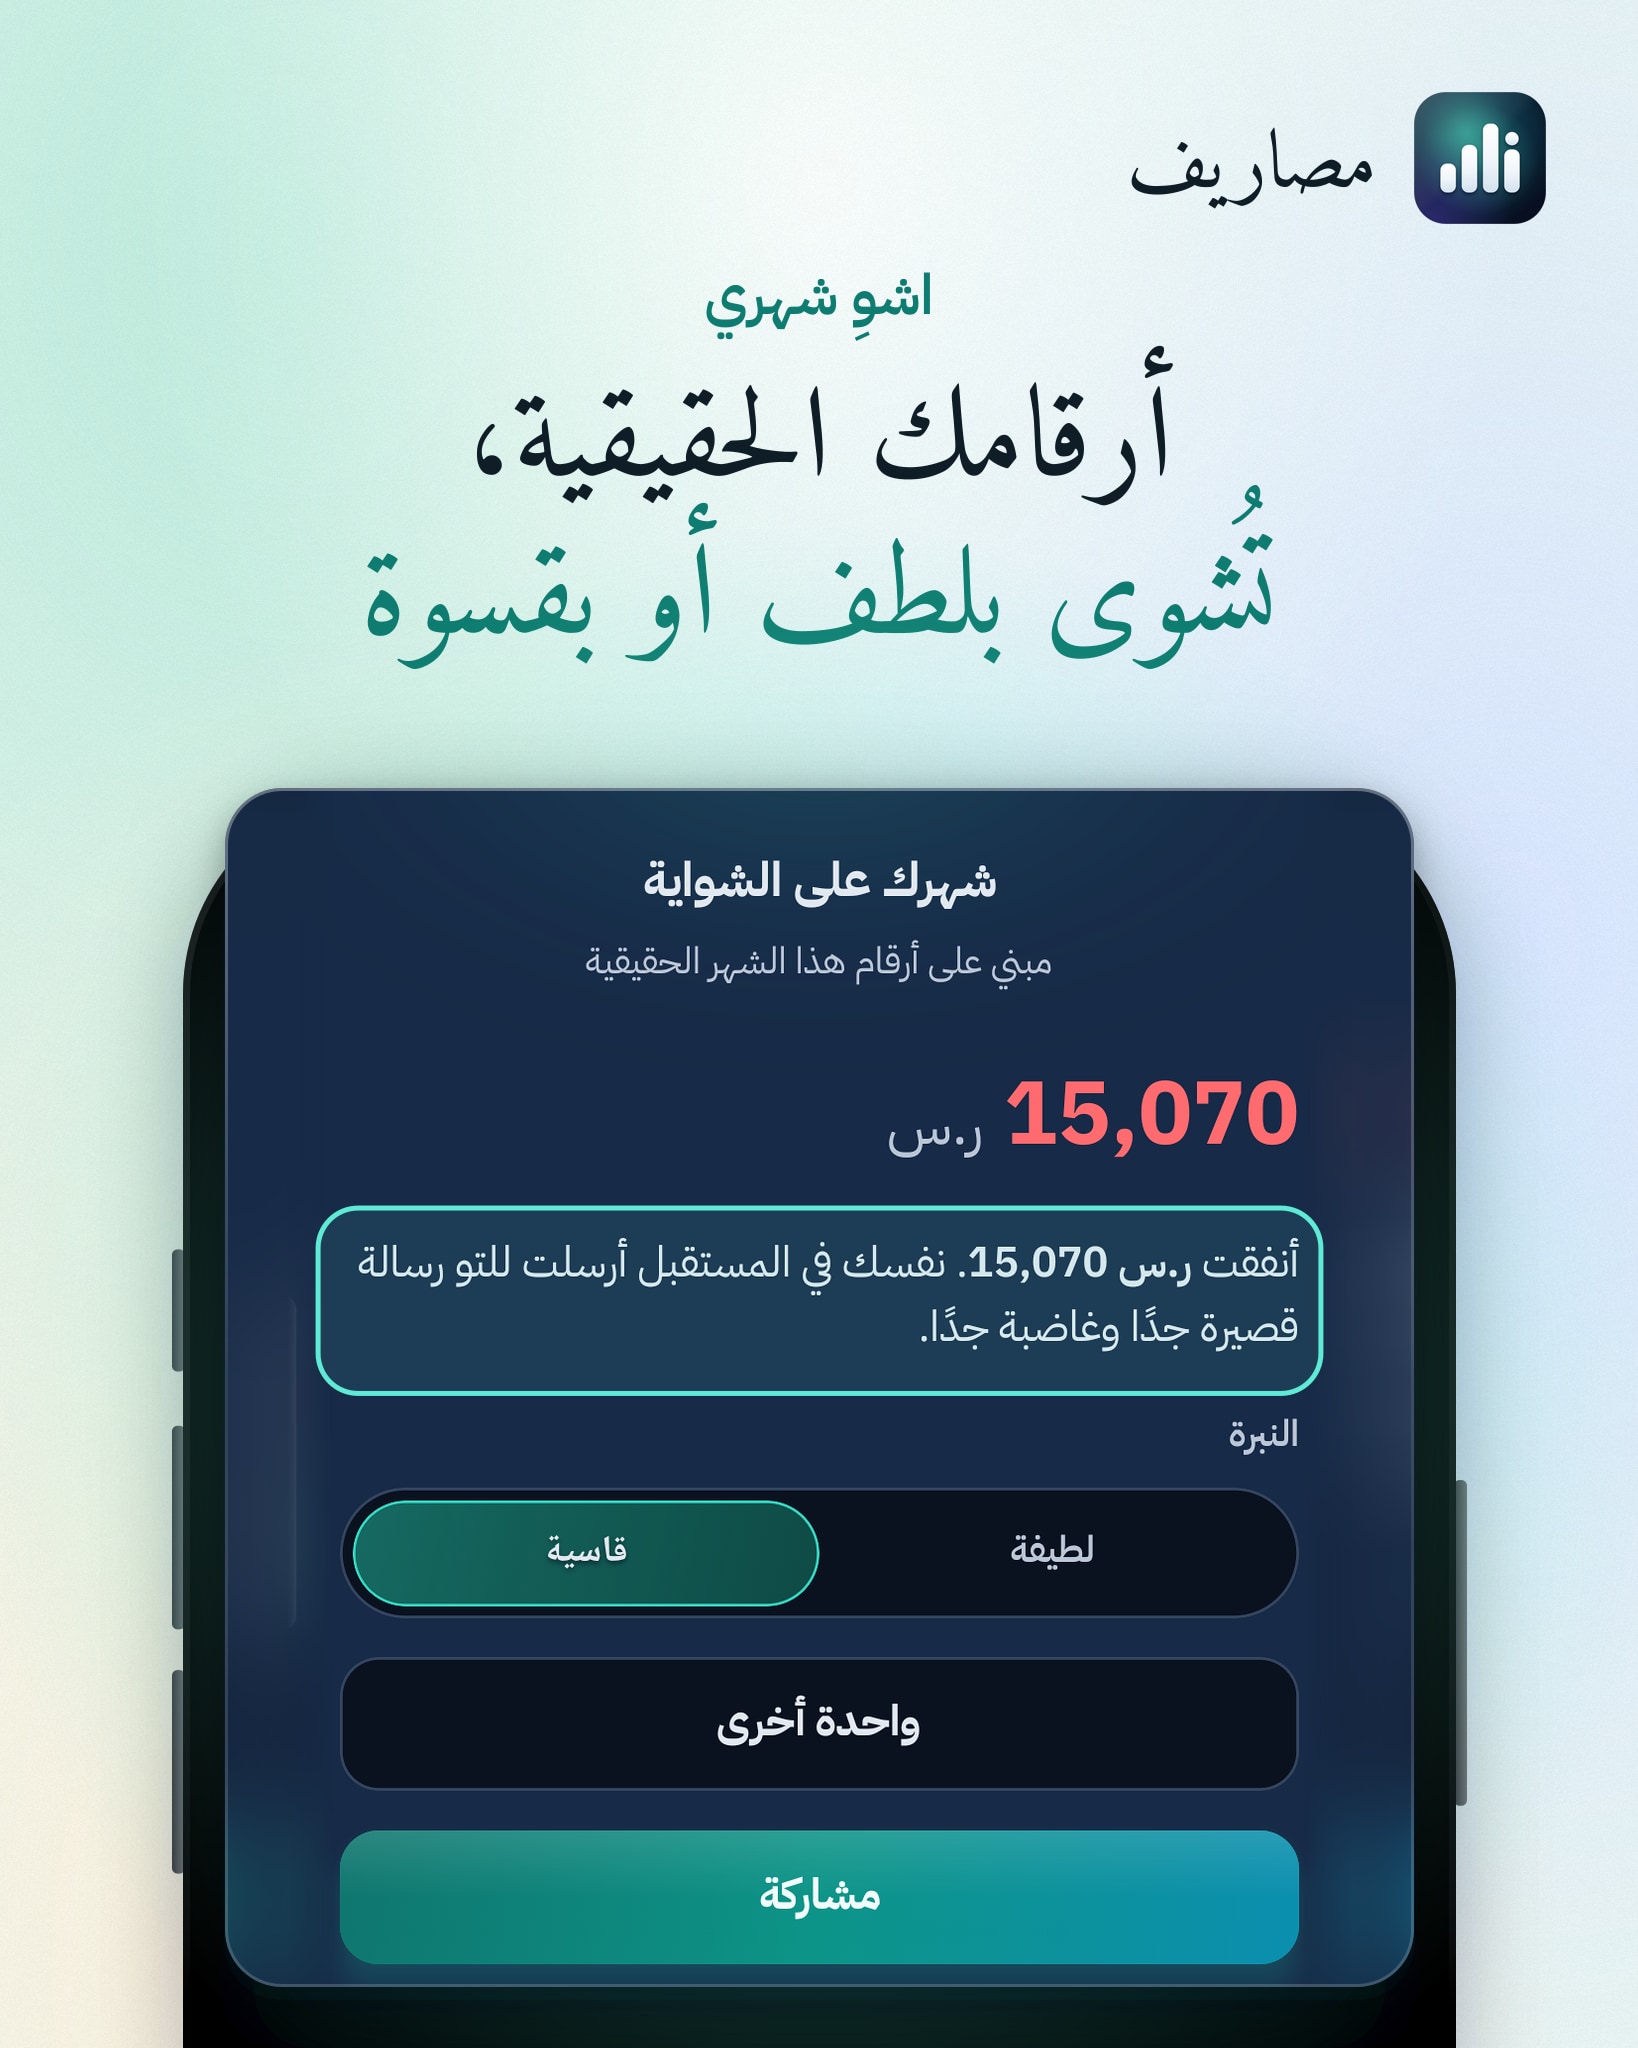 مصاريف
اشوِ شهري
أرقامك الحقيقية،
تُشوى بلطف أو بقسوة
شهرك على الشواية
مبني على أرقام هذا الشهر الحقيقية
15,070 ر.س
أنفقت ر.س 15,070. نفسك في المستقبل أرسلت للتو رسالة
قصيرة جدًا وغاضبة جدًا.
النبرة
لطيفة
قاسية
واحدة أخرى
مشاركة